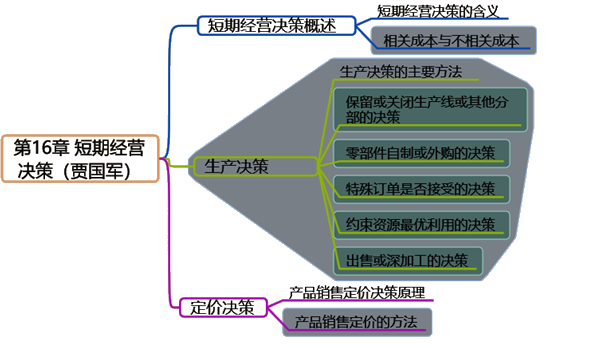 第16章 短期经营
决策（贾国军）
短期经营决策概述
短期经营决策的含义
相关成本与不相关成本
生产决策
生产决策的主要方法
保留或关闭生产线或其他分
部的决策
零部件自制或外购的决策
特殊订单是否接受的决策
约束资源最优利用的决策
出售或深加工的决策
定价决策
产品销售定价决策原理
产品销售定价的方法